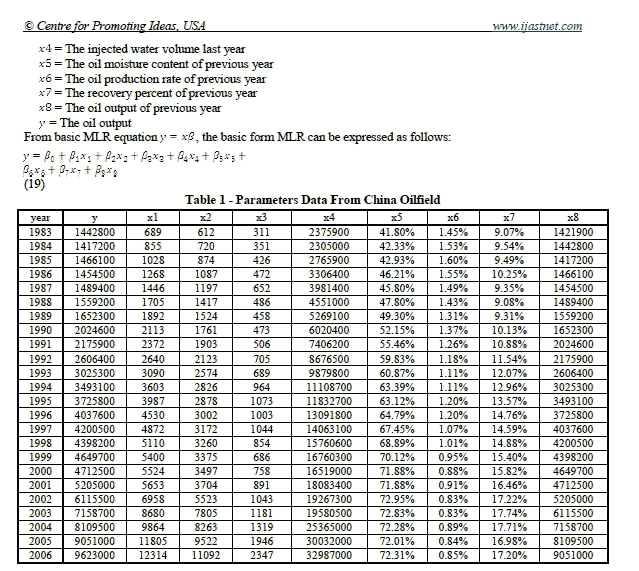 © Centre for Promoting Ideas, USA www.ijastnet.com
x4 = The injected water volume last year
x5 = The oil moisture content of previous year
x6 = The oil production rate of previous year
x7 = The recovery percent of previous year
x8 = The oil output of previous year
y = The oil output
From basic MLR equation y = xβ, the basic form MLR can be expressed as follows:
y = β₀ + β₁x₁ + β₂x₂ + β₃x₃ + β₄x₄ + β₅x₅ +
β₆x₆ + β₇x₇ + β₈x₈
(19)
Table 1 - Parameters Data From China Oilfield
year y x1 x2 x3 x4 x5 x6 x7 x8
1983 1442800 689 612 311 2375900 41.80% 1.45% 9.07% 1421900
1984 1417200 855 720 351 2305000 42.33% 1.53% 9.54% 1442800
1985 1466100 1028 874 426 2765900 42.93% 1.60% 9.49% 1417200
1986 1454500 1268 1087 472 3306400 46.21% 1.55% 10.25% 1466100
1987 1489400 1446 1197 652 3981400 45.80% 1.49% 9.35% 1454500
1988 1559200 1705 1417 486 4551000 47.80% 1.43% 9.08% 1489400
1989 1652300 1892 1524 458 5269100 49.30% 1.31% 9.31% 1559200
1990 2024600 2113 1761 473 6020400 52.15% 1.37% 10.13% 1652300
1991 2175900 2372 1903 506 7406200 55.46% 1.26% 10.88% 2024600
1992 2606400 2640 2123 705 8676500 59.83% 1.18% 11.54% 2175900
1993 3025300 3090 2574 689 9879800 60.87% 1.11% 12.07% 2606400
1994 3493100 3603 2826 964 11108700 63.39% 1.11% 12.96% 3025300
1995 3725800 3987 2878 1073 11832700 63.12% 1.20% 13.57% 3493100
1996 4037600 4530 3002 1003 13091800 64.79% 1.20% 14.76% 3725800
1997 4200500 4872 3172 1044 14063100 67.45% 1.07% 14.59% 4037600
1998 4398200 5110 3260 854 15760600 68.89% 1.01% 14.88% 4200500
1999 4649700 5400 3375 686 16760300 70.12% 0.95% 15.40% 4398200
2000 4712500 5524 3497 758 16519000 71.88% 0.88% 15.82% 4649700
2001 5205000 5653 3704 891 18083400 71.88% 0.91% 16.46% 4712500
2002 6115500 6958 5523 1043 19267300 72.95% 0.83% 17.22% 5205000
2003 7158700 8680 7805 1181 19580500 72.83% 0.83% 17.74% 6115500
2004 8109500 9864 8263 1319 25365000 72.28% 0.89% 17.71% 7158700
2005 9051000 11805 9522 1946 30032000 72.01% 0.84% 16.98% 8109500
2006 9623000 12314 11092 2347 32987000 72.31% 0.85% 17.20% 9051000